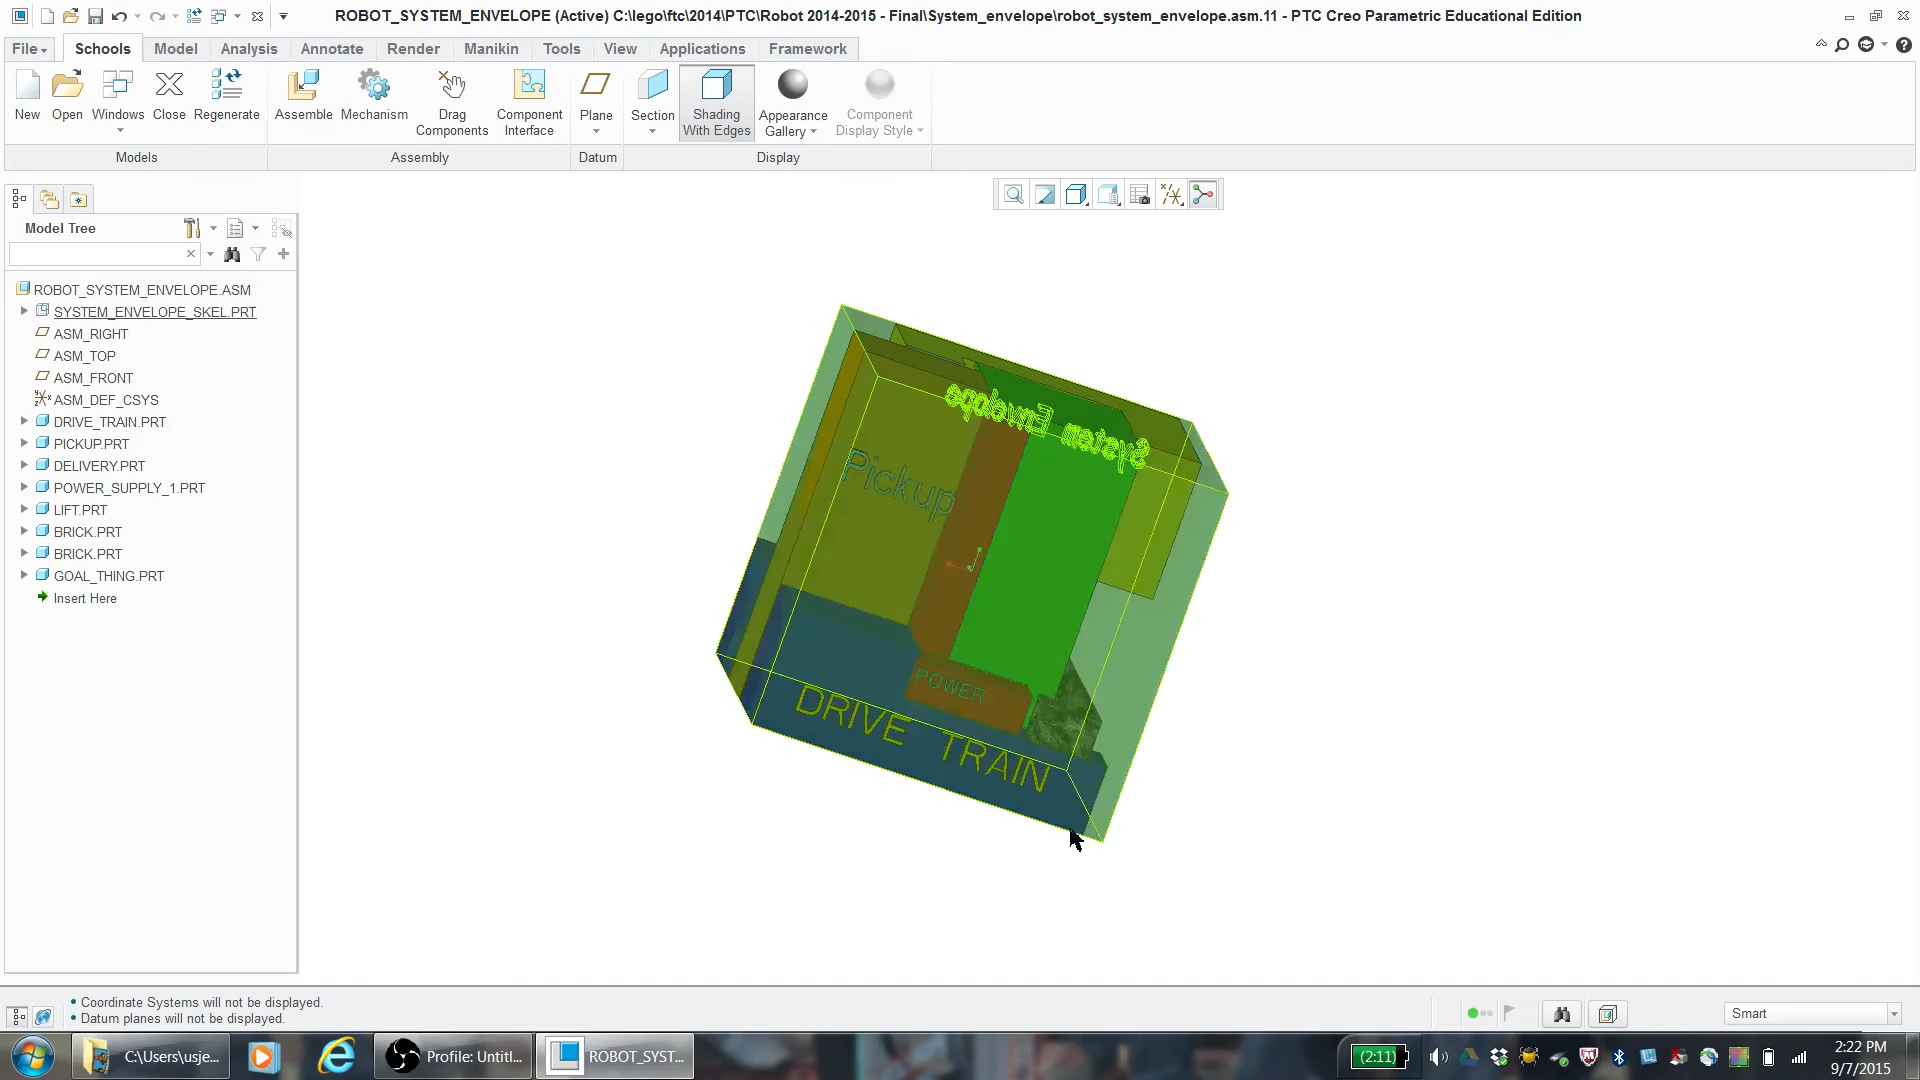 ROBOT_SYSTEM_ENVELOPE (Active) C:\lego\ftc\2014\PTC\Robot 2014-2015 - Final\System_envelope\robot_system_envelope.asm.11 - PTC Creo Parametric Educational Edition
File Schools Model Analysis Annotate Render Manikin Tools View Applications Framework
New Open Windows Close Regenerate Assemble Mechanism Drag Components Component Interface Plane Section Shading With Edges Appearance Gallery Component Display Style
Models Assembly Datum Display
Model Tree
ROBOT_SYSTEM_ENVELOPE.ASM
SYSTEM_ENVELOPE_SKEL.PRT
ASM_RIGHT
ASM_TOP
ASM_FRONT
ASM_DEF_CSYS
DRIVE_TRAIN.PRT
PICKUP.PRT
DELIVERY.PRT
POWER_SUPPLY_1.PRT
LIFT.PRT
BRICK.PRT
BRICK.PRT
GOAL_THING.PRT
Insert Here
System Envelope
Pickup
POWER
DRIVE TRAIN
• Coordinate Systems will not be displayed.
• Datum planes will not be displayed.
Smart
C:\Users\usje...
Profile: Untitl...
ROBOT_SYST...
(2:11)
2:22 PM
9/7/2015